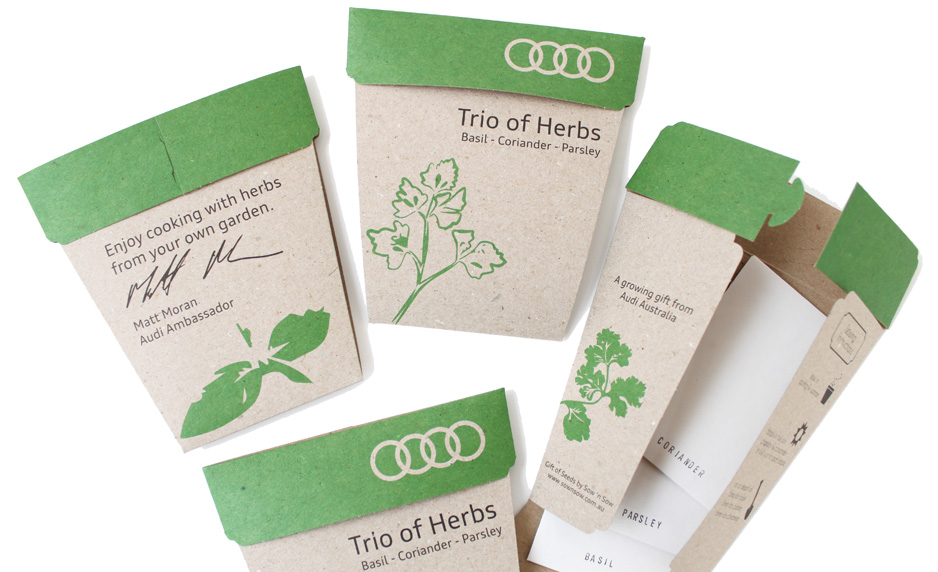 Enjoy cooking with herbs
from your own garden.
Matt Moran
Audi Ambassador
Trio of Herbs
Basil - Coriander - Parsley
A growing gift from
Audi Australia
Gift of Seeds by Sow 'n Sow
www.sownsow.com.au
CORIANDER
PARSLEY
BASIL
Trio of Herbs
Basil - Coriander - Parsley